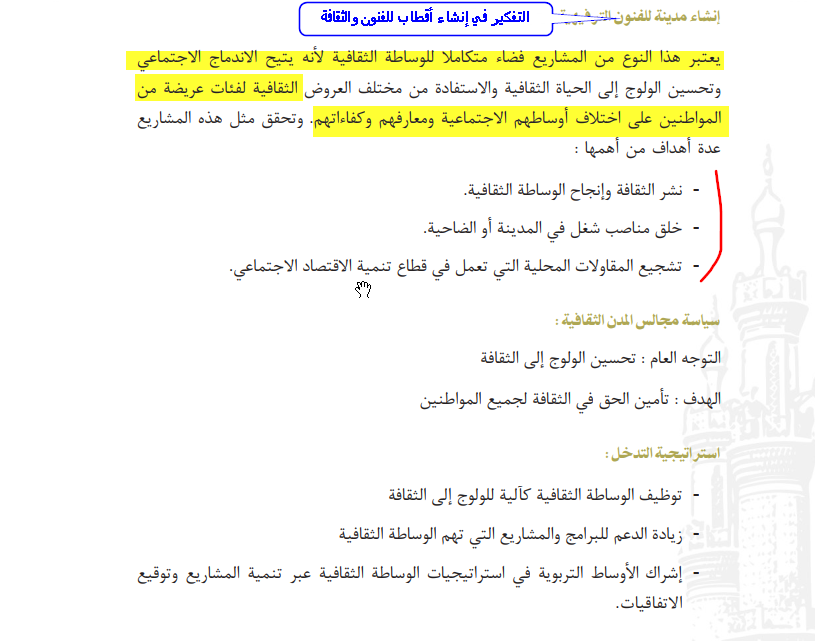 التفكير في إنشاء أقطاب للفنون والثقافة
إنشاء مدينة للفنون
يعتبر هذا النوع من المشاريع فضاء متكاملا للوساطة الثقافية لأنه يتيح الاندماج الاجتماعي
وتحسين الولوج إلى الحياة الثقافية والاستفادة من مختلف العروض الثقافية لفئات عريضة من
المواطنين على اختلاف أوساطهم الاجتماعية ومعارفهم وكفاءاتهم. وتحقق مثل هذه المشاريع
عدة أهداف من أهمها :
- نشر الثقافة وإنجاح الوساطة الثقافية.
- خلق مناصب شغل في المدينة أو الضاحية.
- تشجيع المقاولات المحلية التي تعمل في قطاع تنمية الاقتصاد الاجتماعي.
سياسة مجالس المدن الثقافية :
التوجه العام : تحسين الولوج إلى الثقافة
الهدف : تأمين الحق في الثقافة لجميع المواطنين
استراتيجية التدخل :
- توظيف الوساطة الثقافية كآلية للولوج إلى الثقافة
- زيادة الدعم للبرامج والمشاريع التي تهم الوساطة الثقافية
- إشراك الأوساط التربوية في استراتيجيات الوساطة الثقافية عبر تنمية المشاريع وتوقيع
الاتفاقيات.